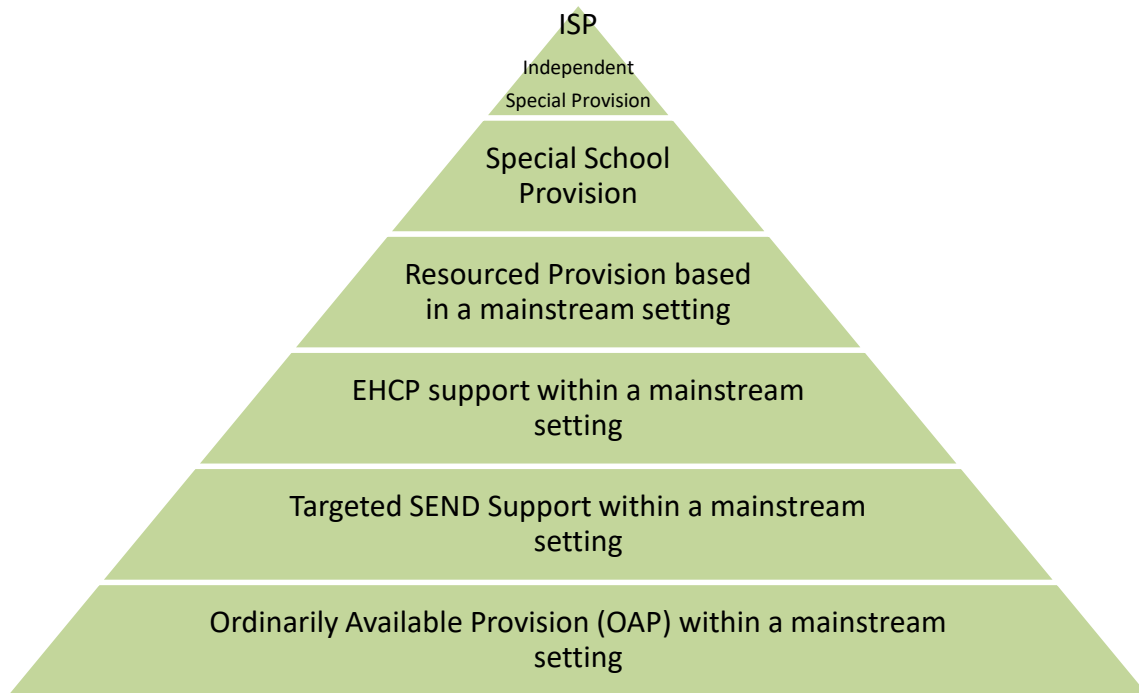 ISP
Independent
Special Provision
Special School
Provision
Resourced Provision based
in a mainstream setting
EHCP support within a mainstream
setting
Targeted SEND Support within a mainstream
setting
Ordinarily Available Provision (OAP) within a mainstream
setting